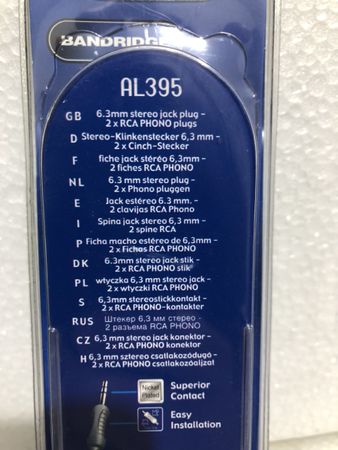 BANDRIDGE
AL395
GB 6.3mm stereo jack plug -
2 x RCA PHONO plugs
D Stereo-Klinkenstecker 6,3 mm -
2 x Cinch-Stecker
F fiche jack stéréo 6,3mm -
2 fiches RCA PHONO
NL 6.3 mm stereo plug -
2 x Phono pluggen
E Jack estéreo 6.3 mm. -
2 clavijas RCA Phono
I Spina jack stereo 6,3 mm -
2 spine RCA
P Ficha macho estéreo de 6,3mm -
2 x Fichas RCA PHONO
DK 6.3mm stereo jack stik -
2 x RCA PHONO stik
PL wtyczka 6,3 mm stereo jack -
2 x wtyczki RCA PHONO
S 6,3mm stereostickkontakt -
2 x RCA PHONO-kontakter
RUS Штекер 6,3 мм стерео -
2 разъема RCA PHONO
CZ 6,3 mm stereo jack konektor -
2 x RCA PHONO konektor
H 6,3 mm sztereo csatlakozódugó -
2 x RCA PHONO csatlakozóaljzat
Nickel
Plated
Superior
Contact
Easy
Installation